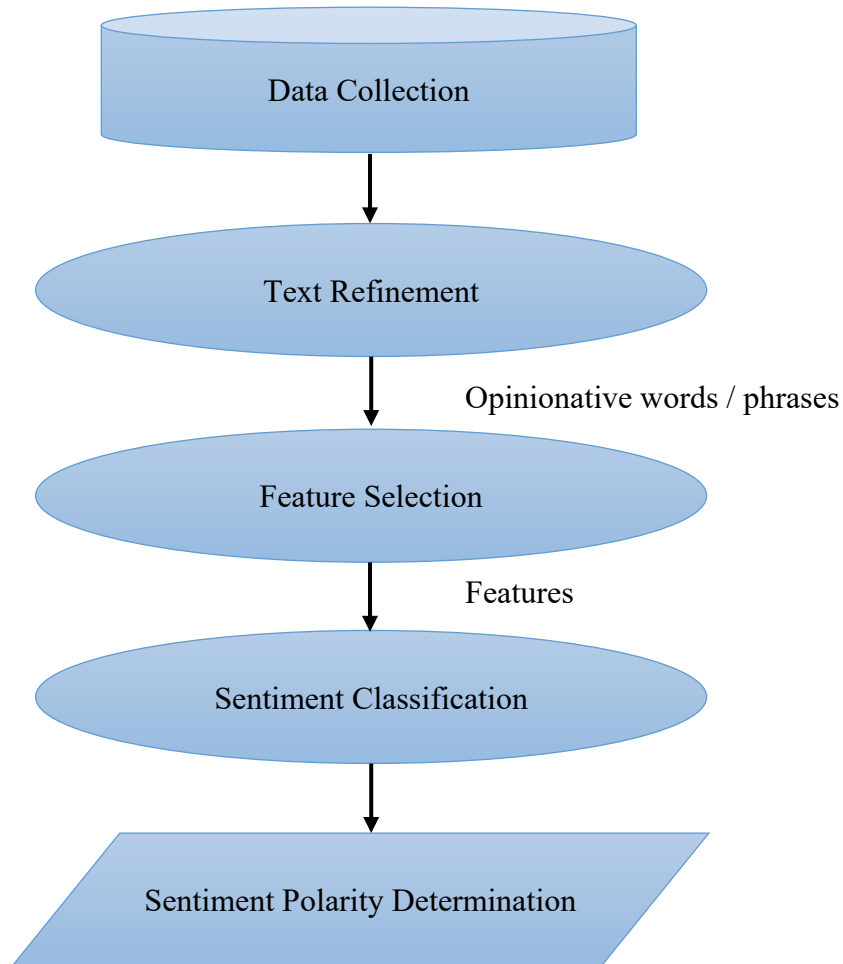 Data Collection
Text Refinement
Opinionative words / phrases
Feature Selection
Features
Sentiment Classification
Sentiment Polarity Determination